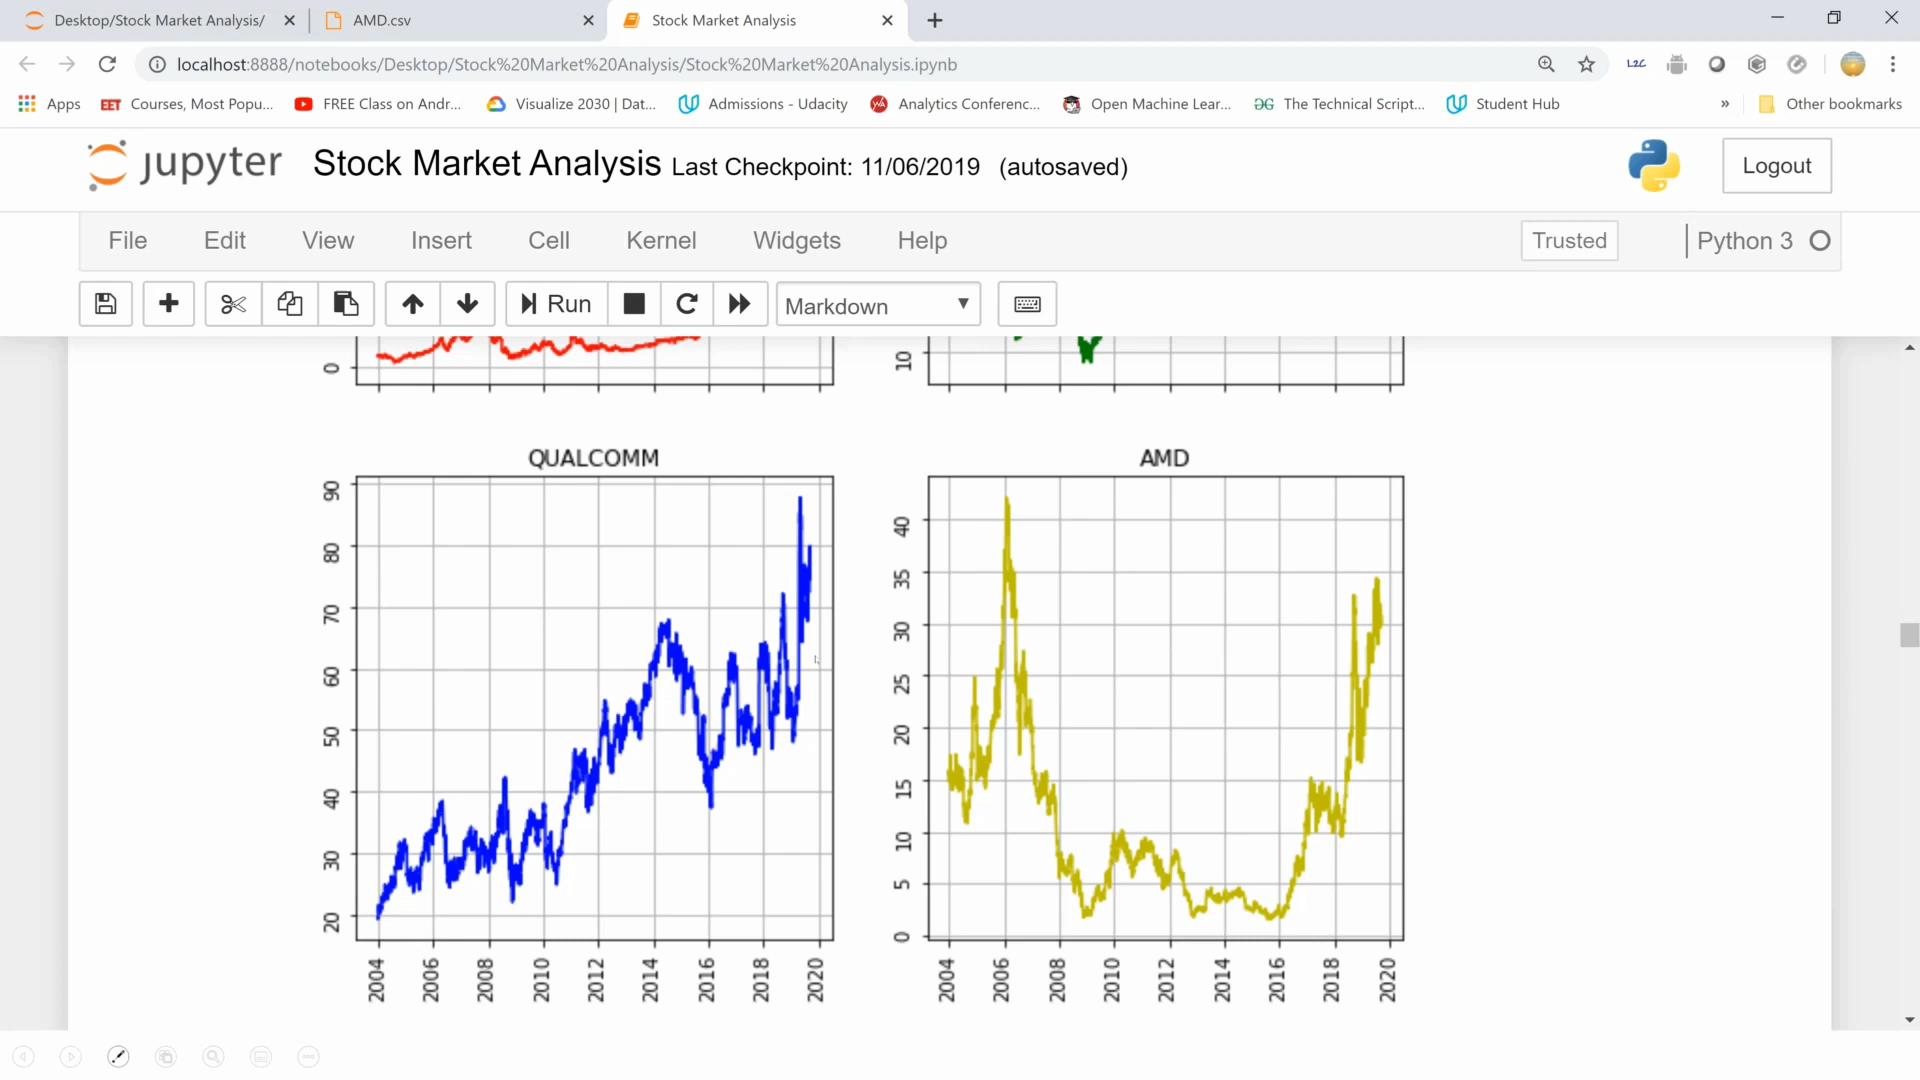 Desktop/Stock Market Analysis/
AMD.csv
Stock Market Analysis
localhost:8888/notebooks/Desktop/Stock%20Market%20Analysis/Stock%20Market%20Analysis.ipynb
L2C
Apps
EET Courses, Most Popu...
FREE Class on Andr...
Visualize 2030 | Dat...
Admissions - Udacity
Analytics Conferenc...
Open Machine Lear...
The Technical Script...
Student Hub
»
Other bookmarks
jupyter Stock Market Analysis Last Checkpoint: 11/06/2019 (autosaved)
Logout
File Edit View Insert Cell Kernel Widgets Help
Trusted
Python 3
Run
Markdown
0
10
QUALCOMM
90
80
70
60
50
40
30
20
2004 2006 2008 2010 2012 2014 2016 2018 2020
AMD
40
35
30
25
20
15
10
5
0
2004 2006 2008 2010 2012 2014 2016 2018 2020